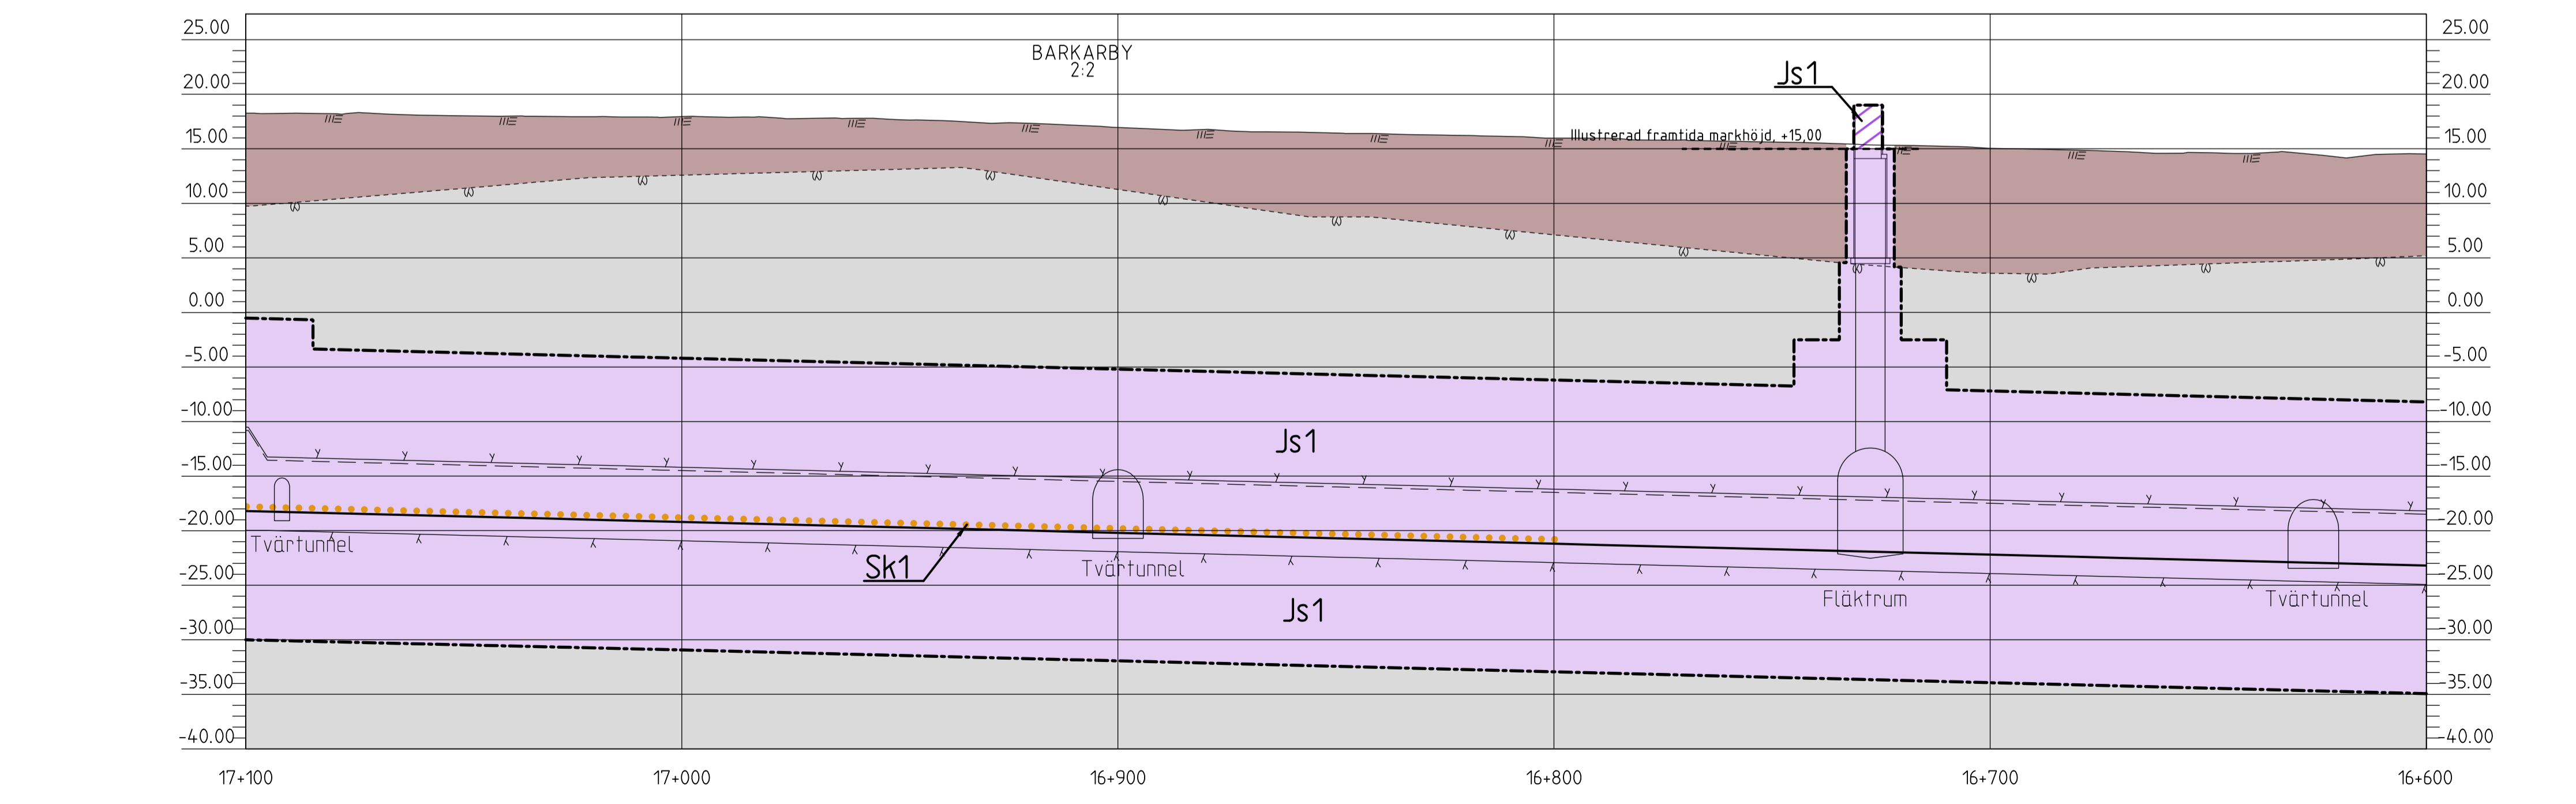 25.00 25.00
BARKARBY
2:2
Js1
20.00 20.00
15.00 Illustrerad framtida markhöjd, +15,00 15.00
10.00 10.00
5.00 5.00
0.00 0.00
-5.00 -5.00
-10.00 -10.00
Js1
-15.00 -15.00
-20.00 -20.00
Tvärtunnel
Sk1
Tvärtunnel
-25.00 -25.00
Fläktrum
Tvärtunnel
Js1
-30.00 -30.00
-35.00 -35.00
-40.00 -40.00
17+100 17+000 16+900 16+800 16+700 16+600